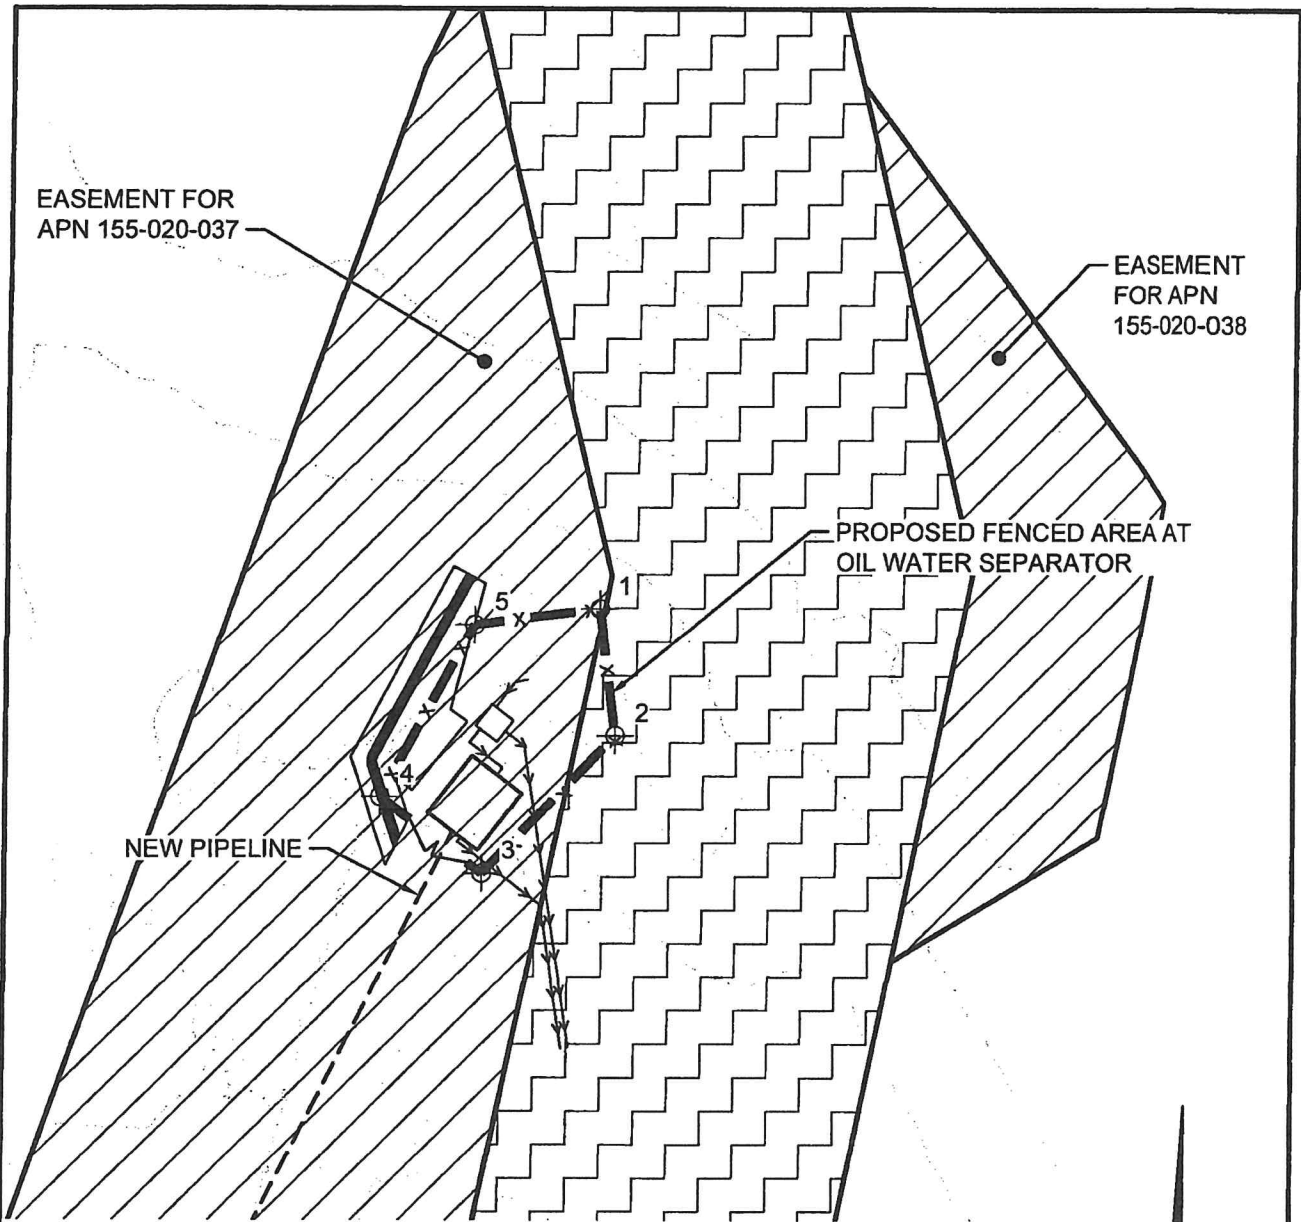 EASEMENT FOR
APN 155-020-037
EASEMENT
FOR APN
155-020-038
PROPOSED FENCED AREA AT
OIL WATER SEPARATOR
1
5
x
x
x
x
2
x
4
x
3
NEW PIPELINE